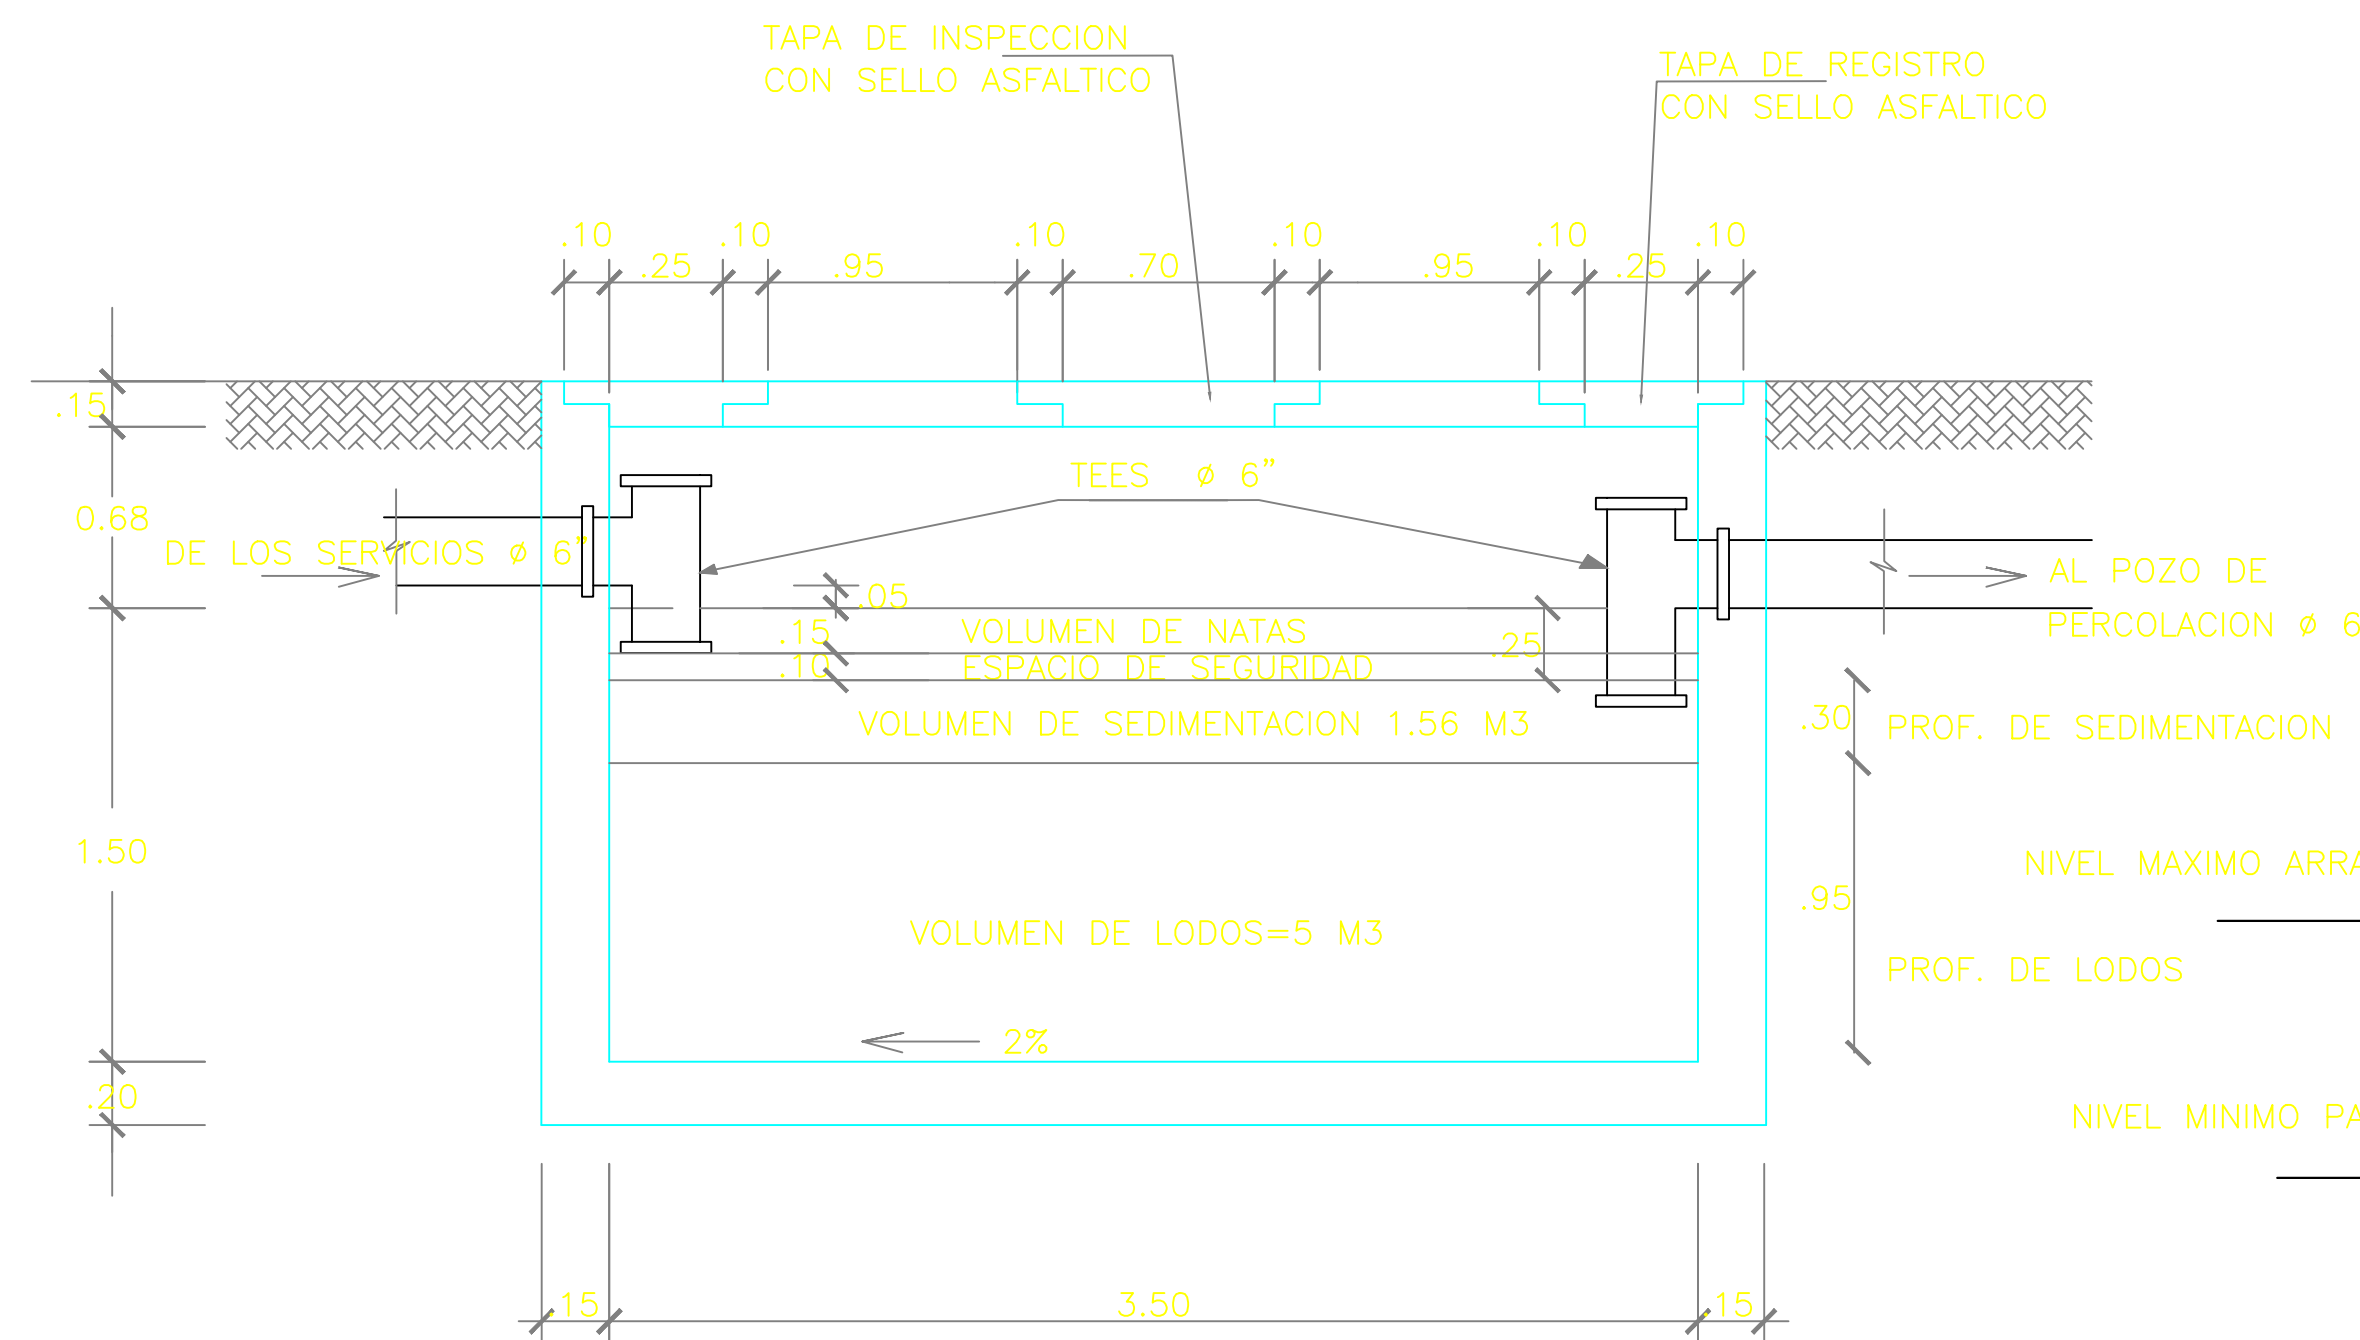 TAPA DE INSPECCION
CON SELLO ASFALTICO
TAPA DE REGISTRO
CON SELLO ASFALTICO
.10 .10 .10 .10 .10 .10
.25 .95 .70 .95 .25
.15
TEES ø 6”
0.68
DE LOS SERVICIOS ø 6”
AL POZO DE
PERCOLACION ø 6
.05
.15 VOLUMEN DE NATAS .25
.10 ESPACIO DE SEGURIDAD
VOLUMEN DE SEDIMENTACION 1.56 M3
.30 PROF. DE SEDIMENTACION
1.50
NIVEL MAXIMO ARRA
.95
VOLUMEN DE LODOS=5 M3
PROF. DE LODOS
2%
.20
NIVEL MINIMO PA
.15 3.50 .15